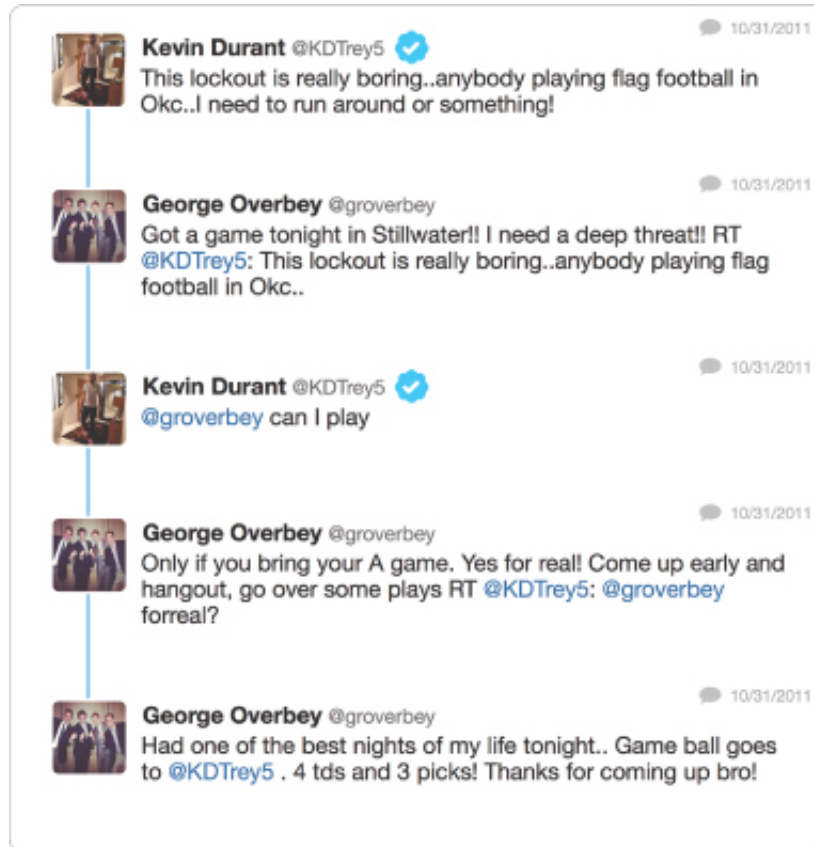 10/31/2011
Kevin Durant @KDTrey5
This lockout is really boring..anybody playing flag football in
Okc..I need to run around or something!
10/31/2011
George Overbey @groverbey
Got a game tonight in Stillwater!! I need a deep threat!! RT
@KDTrey5: This lockout is really boring..anybody playing flag
football in Okc..
10/31/2011
Kevin Durant @KDTrey5
@groverbey can I play
10/31/2011
George Overbey @groverbey
Only if you bring your A game. Yes for real! Come up early and
hangout, go over some plays RT @KDTrey5: @groverbey
forreal?
10/31/2011
George Overbey @groverbey
Had one of the best nights of my life tonight.. Game ball goes
to @KDTrey5 . 4 tds and 3 picks! Thanks for coming up bro!